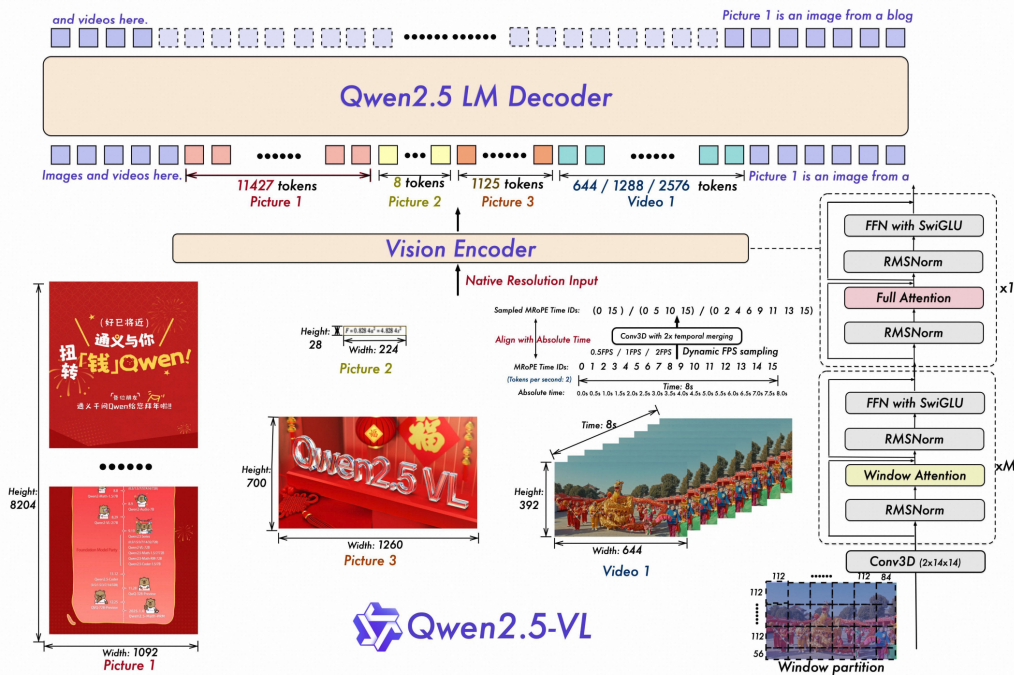 and videos here.
Picture 1 is an image from a blog
Qwen2.5 LM Decoder
Images and videos here.
11427 tokens
Picture 1
8 tokens
Picture 2
1125 tokens
Picture 3
644 / 1288 / 2576 tokens
Video 1
Picture 1 is an image from a
Vision Encoder
Native Resolution Input
FFN with SwiGLU
RMSNorm
Full Attention
RMSNorm
x1
FFN with SwiGLU
RMSNorm
Window Attention
RMSNorm
xM
Conv3D (2x14x14)
Sampled MRoPE Time IDs: (0 15) / (0 5 10 15) / (0 2 4 6 9 11 13 15)
Align with Absolute Time
Conv3D with 2x temporal merging
0.5FPS / 1FPS / 2FPS
Dynamic FPS sampling
MRoPE Time IDs: 0 1 2 3 4 5 6 7 8 9 10 11 12 13 14 15
(Tokens per second: 2)
Time: 8s
Absolute time: 0.0s 0.5s 1.0s 1.5s 2.0s 2.5s 3.0s 3.5s 4.0s 4.5s 5.0s 5.5s 6.0s 6.5s 7.0s 7.5s 8.0s
Height:
28
Width: 224
Picture 2
(好已将近)
通义与你
扭转「钱」Qwen!
Height:
8204
Width: 1092
Picture 1
Height:
700
福
Qwen2.5 VL
Width: 1260
Picture 3
Time: 8s
Height:
392
Width: 644
Video 1
Qwen2.5-VL
112
112 84
112
112
56
Window partition